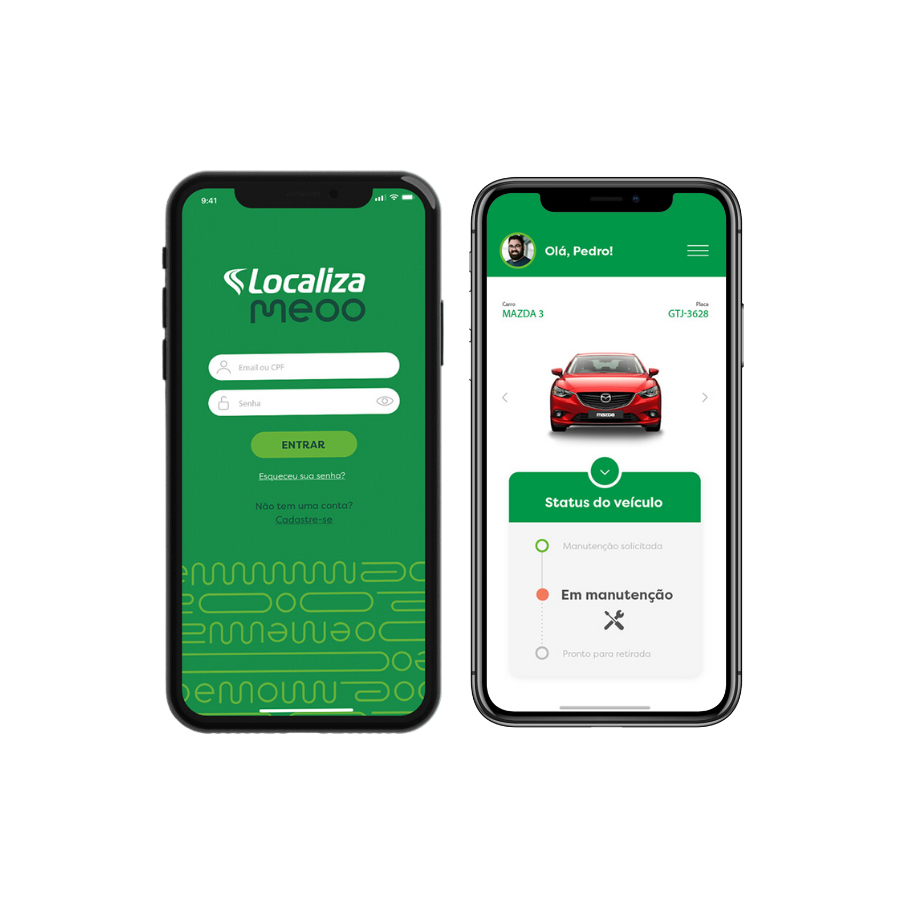 9:41
Localiza
meoo
Email ou CPF
Senha
ENTRAR
Esqueceu sua senha?
Não tem uma conta?
Cadastre-se
Olá, Pedro!
Carro
Placa
MAZDA 3
GTJ-3628
mazda
Status do veículo
Manutenção solicitada
Em manutenção
Pronto para retirada